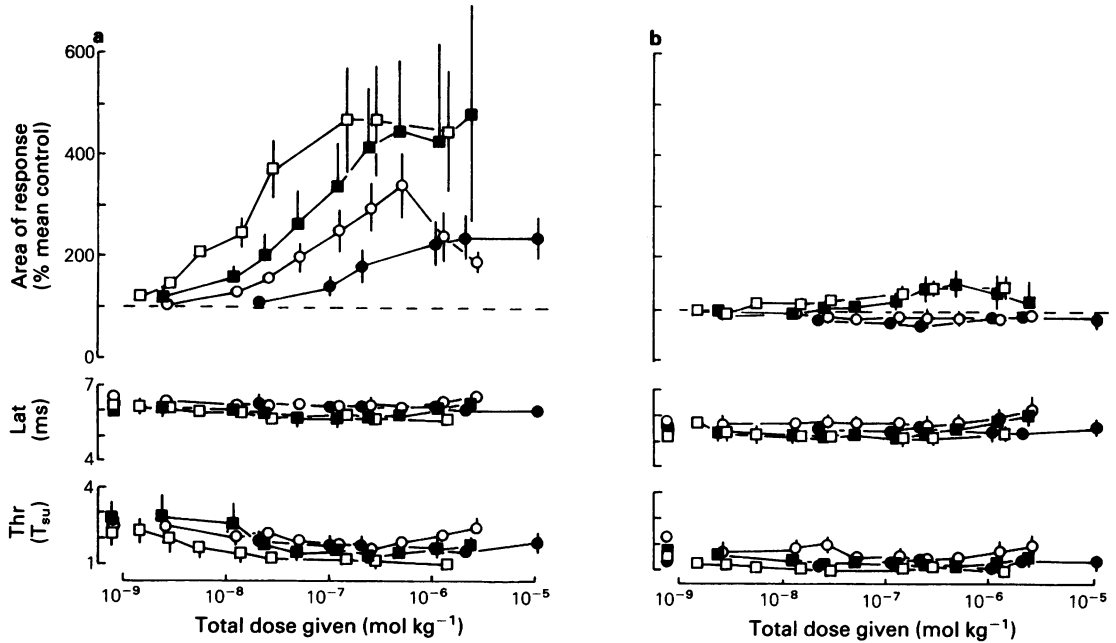 a
600
400
200
0
Area of response
(% mean control)
7
4
Lat
(ms)
4
1
Thr
(Tsu)
10⁻⁹ 10⁻⁸ 10⁻⁷ 10⁻⁶ 10⁻⁵
Total dose given (mol kg⁻¹)
b
10⁻⁹ 10⁻⁸ 10⁻⁷ 10⁻⁶ 10⁻⁵
Total dose given (mol kg⁻¹)